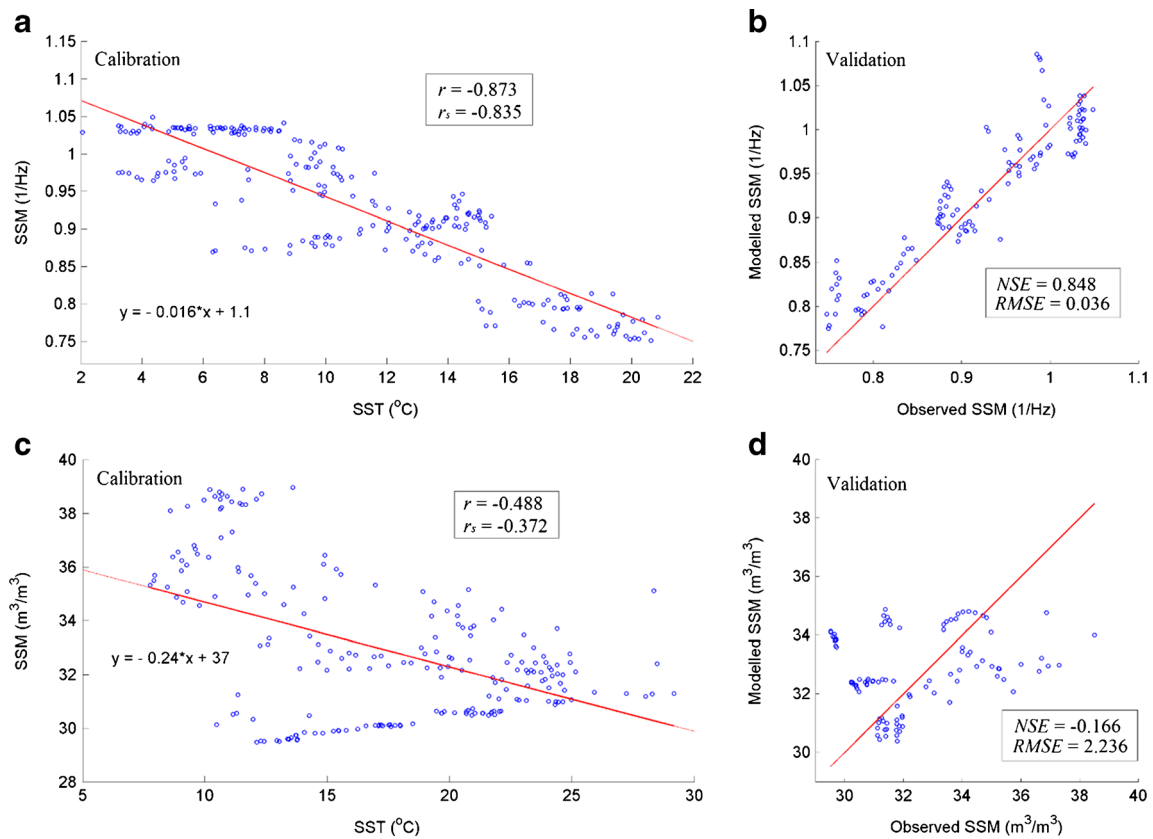 a
Calibration
r = -0.873
rs = -0.835
y = - 0.016*x + 1.1
1.15
1.1
1.05
1
0.95
0.9
0.85
0.8
0.75
SSM (1/Hz)
2 4 6 8 10 12 14 16 18 20 22
SST (°C)
b
Validation
NSE = 0.848
RMSE = 0.036
1.1
1.05
1
0.95
0.9
0.85
0.8
0.75
Modelled SSM (1/Hz)
0.8 0.9 1 1.1
Observed SSM (1/Hz)
c
Calibration
r = -0.488
rs = -0.372
y = - 0.24*x + 37
40
38
36
34
32
30
28
SSM (m³/m³)
5 10 15 20 25 30
SST (°C)
d
Validation
NSE = -0.166
RMSE = 2.236
40
38
36
34
32
30
Modelled SSM (m³/m³)
30 32 34 36 38 40
Observed SSM (m³/m³)